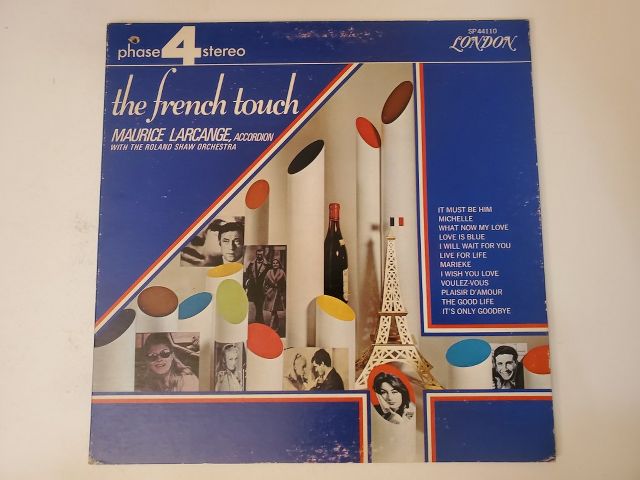 phase 4 stereo
SP 44110
LONDON
the french touch
MAURICE LARCANGE, ACCORDION
WITH THE ROLAND SHAW ORCHESTRA
IT MUST BE HIM
MICHELLE
WHAT NOW MY LOVE
LOVE IS BLUE
I WILL WAIT FOR YOU
LIVE FOR LIFE
MARIEKE
I WISH YOU LOVE
VOULEZ-VOUS
PLAISIR D'AMOUR
THE GOOD LIFE
IT'S ONLY GOODBYE